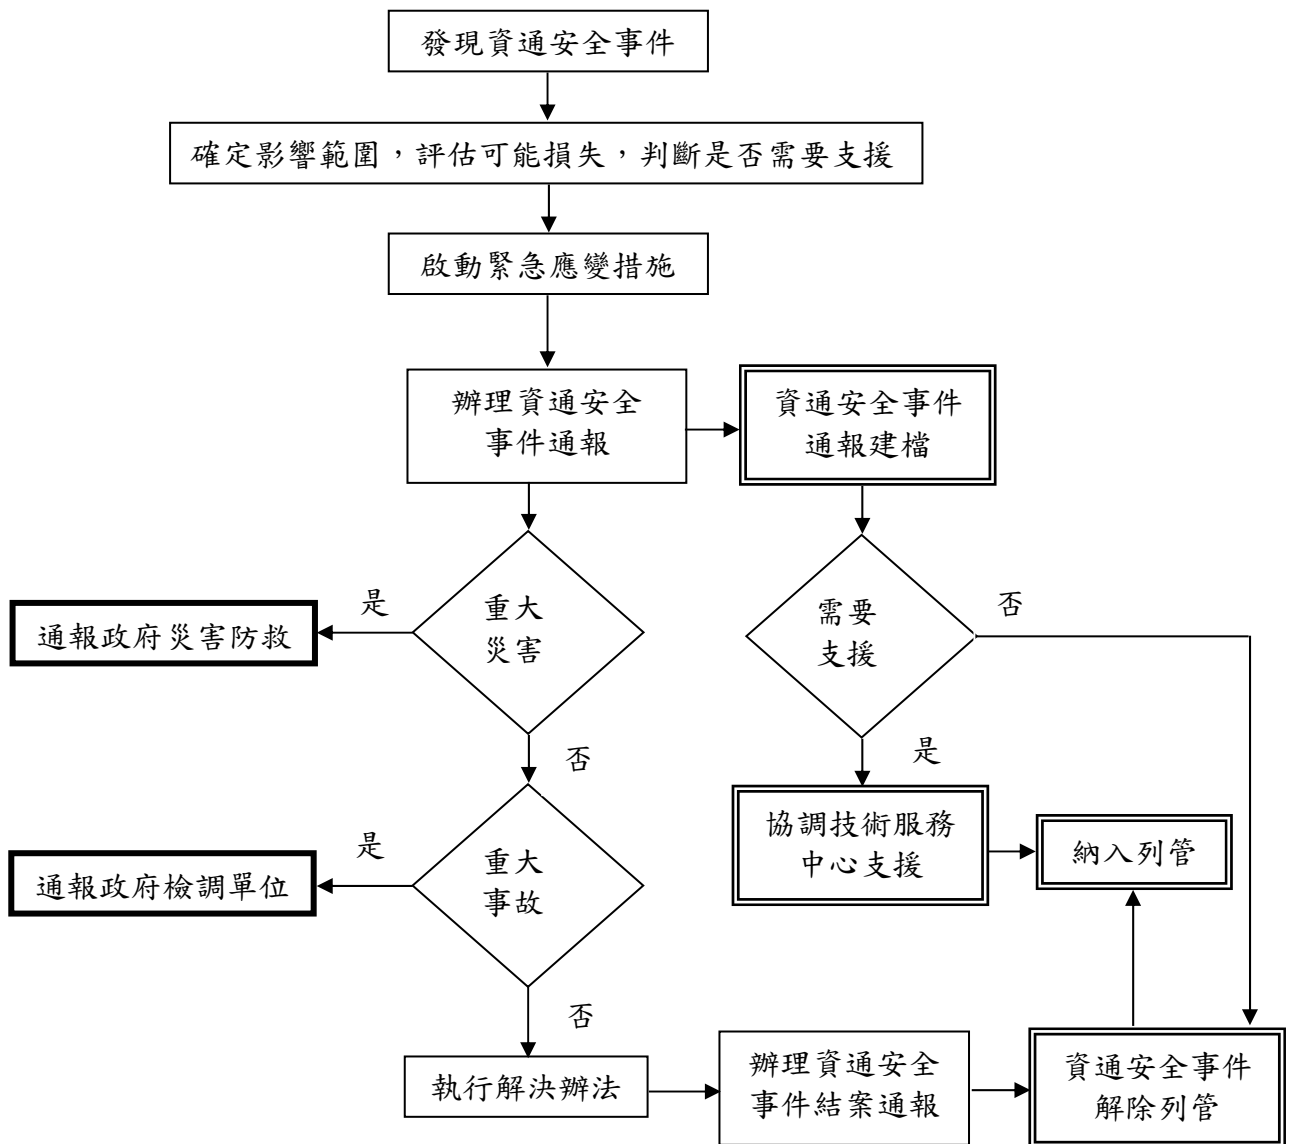 發現資通安全事件
確定影響範圍，評估可能損失，判斷是否需要支援
啟動緊急應變措施
辦理資通安全
事件通報
資通安全事件
通報建檔
重大
災害
是
通報政府災害防救
需要
支援
否
否
是
重大
事故
是
通報政府檢調單位
協調技術服務
中心支援
納入列管
否
執行解決辦法
辦理資通安全
事件結案通報
資通安全事件
解除列管